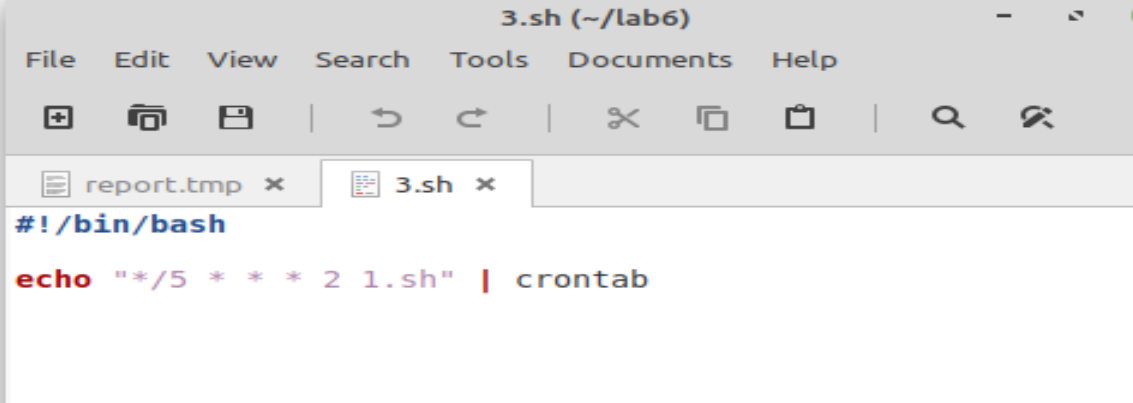 3.sh (~/lab6)
File Edit View Search Tools Documents Help
report.tmp 3.sh
#!/bin/bash
echo "*/5 * * * 2 1.sh" | crontab